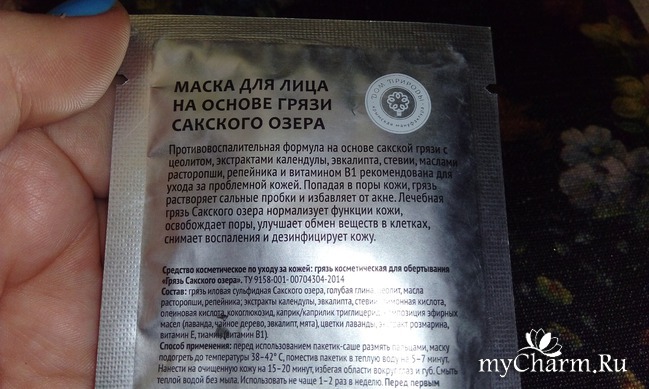 МАСКА ДЛЯ ЛИЦА
НА ОСНОВЕ ГРЯЗИ
САКСКОГО ОЗЕРА
ДОМ ПРИРОДЫ
Противовоспалительная формула на основе сакской грязи с
цеолитом, экстрактами календулы, эвкалипта, стевии, маслами
расторопши, репейника и витамином B1 рекомендована для
ухода за проблемной кожей. Попадая в поры кожи, грязь
растворяет сальные пробки и избавляет от акне. Лечебная
грязь Сакского озера нормализует функции кожи,
освобождает поры, улучшает обмен веществ в клетках,
снимает воспаления и дезинфицирует кожу.
Средство косметическое по уходу за кожей: грязь косметическая для обертывания
«Грязь Сакского озера». ТУ 9158-001- 00704304-2014
Состав: грязь иловая сульфидная Сакского озера, голубая глина, цеолит, масла
расторопши, репейника; экстракты календулы, эвкалипта, стевии, лимонная кислота,
олеиновая кислота, кокоглюкозид, каприк/каприлик триглицерид, композиция эфирных
масел (лаванда, чайное дерево, эвкалипт, мята), цветки лаванды, экстракт розмарина,
витамин Е, тиамин (витамин B1).
Способ применения: перед использованием пакетик-саше размять пальцами, маску
подогреть до температуры 38–42° С, поместив пакетик в теплую воду на 5–7 минут.
Нанести на очищенную кожу на 15–20 минут, избегая области вокруг глаз и губ. Смыть
теплой водой без мыла. Использовать не чаще 1–2 раз в неделю. Перед первым
myCharm.Ru